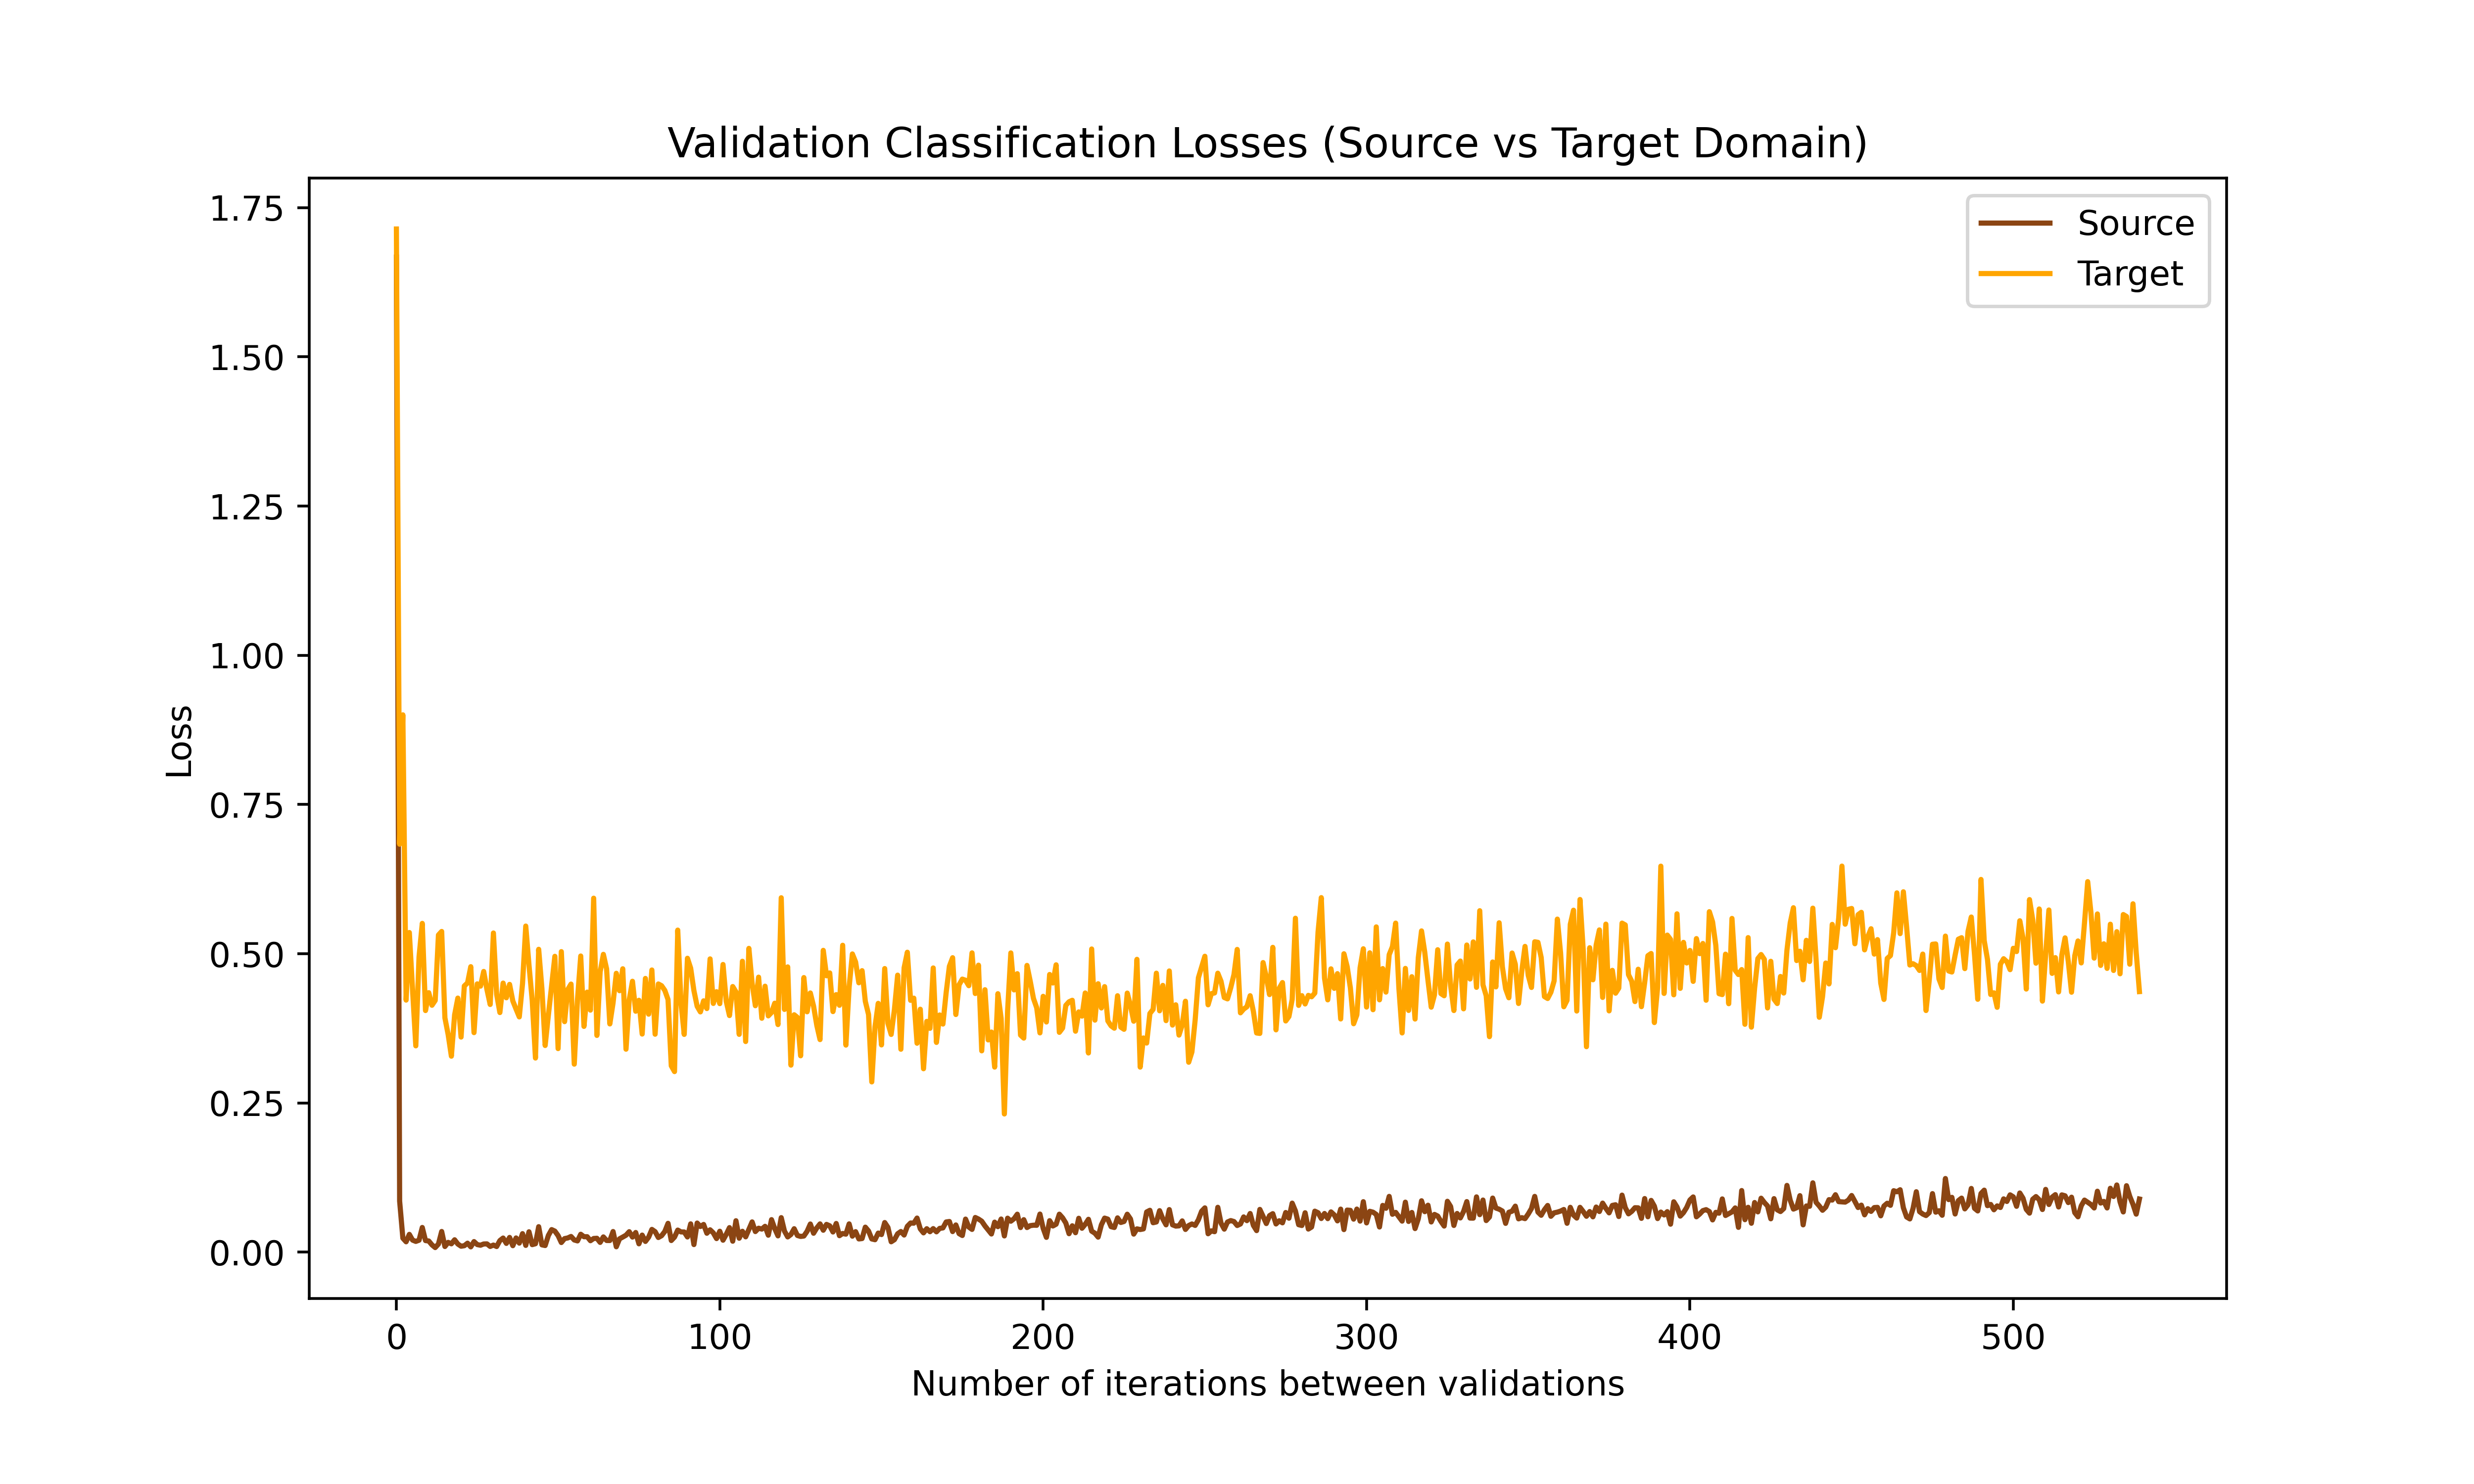 Validation Classification Losses (Source vs Target Domain)
Source
Target
1.75
1.50
1.25
1.00
0.75
0.50
0.25
0.00
Loss
0 100 200 300 400 500
Number of iterations between validations